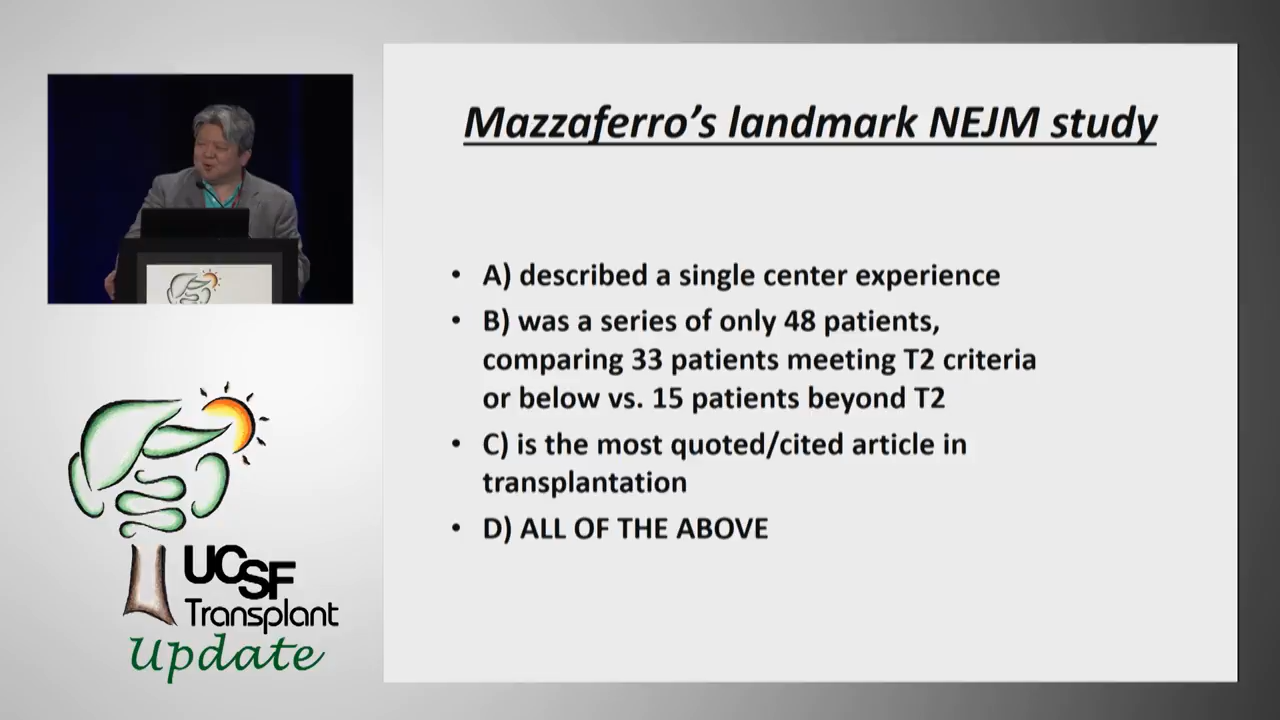 Mazzaferro's landmark NEJM study
• A) described a single center experience
• B) was a series of only 48 patients,
comparing 33 patients meeting T2 criteria
or below vs. 15 patients beyond T2
• C) is the most quoted/cited article in
transplantation
• D) ALL OF THE ABOVE
UCSF
Transplant
Update